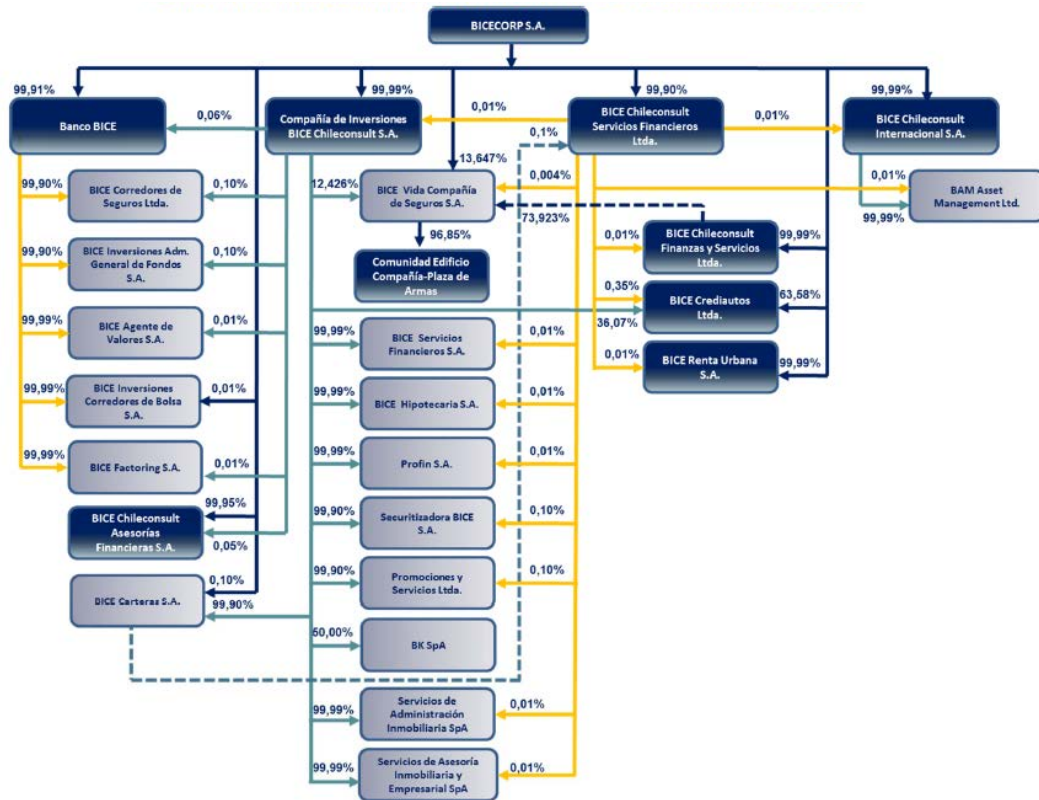 BICECORP S.A.
99,91%
99,99%
99,90%
99,99%
Banco BICE
0,06%
Compañía de Inversiones
BICE Chileconsult S.A.
0,01%
BICE Chileconsult
Servicios Financieros
Ltda.
0,01%
BICE Chileconsult
Internacional S.A.
0,1%
13,647%
99,90%
BICE Corredores de
Seguros Ltda.
0,10%
12,426%
BICE Vida Compañía
de Seguros S.A.
0,004%
73,923%
0,01%
99,99%
BAM Asset
Management Ltd.
96,85%
Comunidad Edificio
Compañía-Plaza de
Armas
0,01%
BICE Chileconsult
Finanzas y Servicios
Ltda.
99,99%
99,90%
BICE Inversiones Adm.
General de Fondos
S.A.
0,10%
0,35%
36,07%
BICE Crediautos
Ltda.
63,58%
99,99%
BICE Agente de
Valores S.A.
0,01%
99,99%
BICE Servicios
Financieros S.A.
0,01%
0,01%
BICE Renta Urbana
S.A.
99,99%
99,99%
BICE Inversiones
Corredores de Bolsa
S.A.
0,01%
99,99%
BICE Hipotecaria S.A.
0,01%
99,99%
BICE Factoring S.A.
0,01%
99,99%
Profin S.A.
0,01%
BICE Chileconsult
Asesorías
Financieras S.A.
99,95%
0,05%
99,90%
Securitizadora BICE
S.A.
0,10%
BICE Carteras S.A.
0,10%
99,90%
99,90%
Promociones y
Servicios Ltda.
0,10%
50,00%
BK SpA
99,99%
Servicios de
Administración
Inmobiliaria SpA
0,01%
99,99%
Servicios de Asesoría
Inmobiliaria y
Empresarial SpA
0,01%